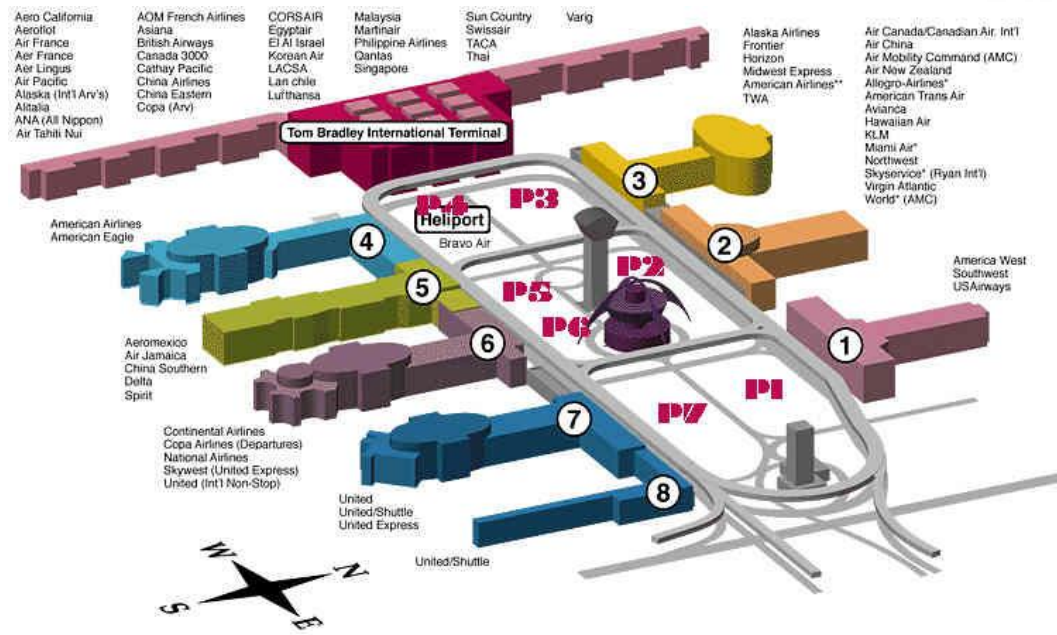 Aero California
Aeroflot
Air France
Aer France
Aer Lingus
Air Pacific
Alaska (Int'l Arv's)
Alitalia
ANA (All Nippon)
Air Tahiti Nui
AOM French Airlines
Asiana
British Airways
Canada 3000
Cathay Pacific
China Airlines
China Eastern
Copa (Arv)
CORSAIR
Egyptair
El Al Israel
Korean Air
LACSA
Lan chile
Lufthansa
Malaysia
Martinair
Philippine Airlines
Qantas
Singapore
Sun Country
Swissair
TACA
Thai
Varig
Alaska Airlines
Frontier
Horizon
Midwest Express
American Airlines**
TWA
Air Canada/Canadian Air. Int'l
Air China
Air Mobility Command (AMC)
Air New Zealand
Allegro-Airlines*
American Trans Air
Avianca
Hawaiian Air
KLM
Miami Air*
Northwest
Skyservice* (Ryan Int'l)
Virgin Atlantic
World* (AMC)
Tom Bradley International Terminal
3
P4
P3
Heliport
Bravo Air
American Airlines
American Eagle
4
2
P2
America West
Southwest
USAirways
5
P5
P6
1
6
Aeromexico
Air Jamaica
China Southern
Delta
Spirit
P1
P7
7
Continental Airlines
Copa Airlines (Departures)
National Airlines
Skywest (United Express)
United (Int'l Non-Stop)
8
United
United/Shuttle
United Express
United/Shuttle
W
N
S
E